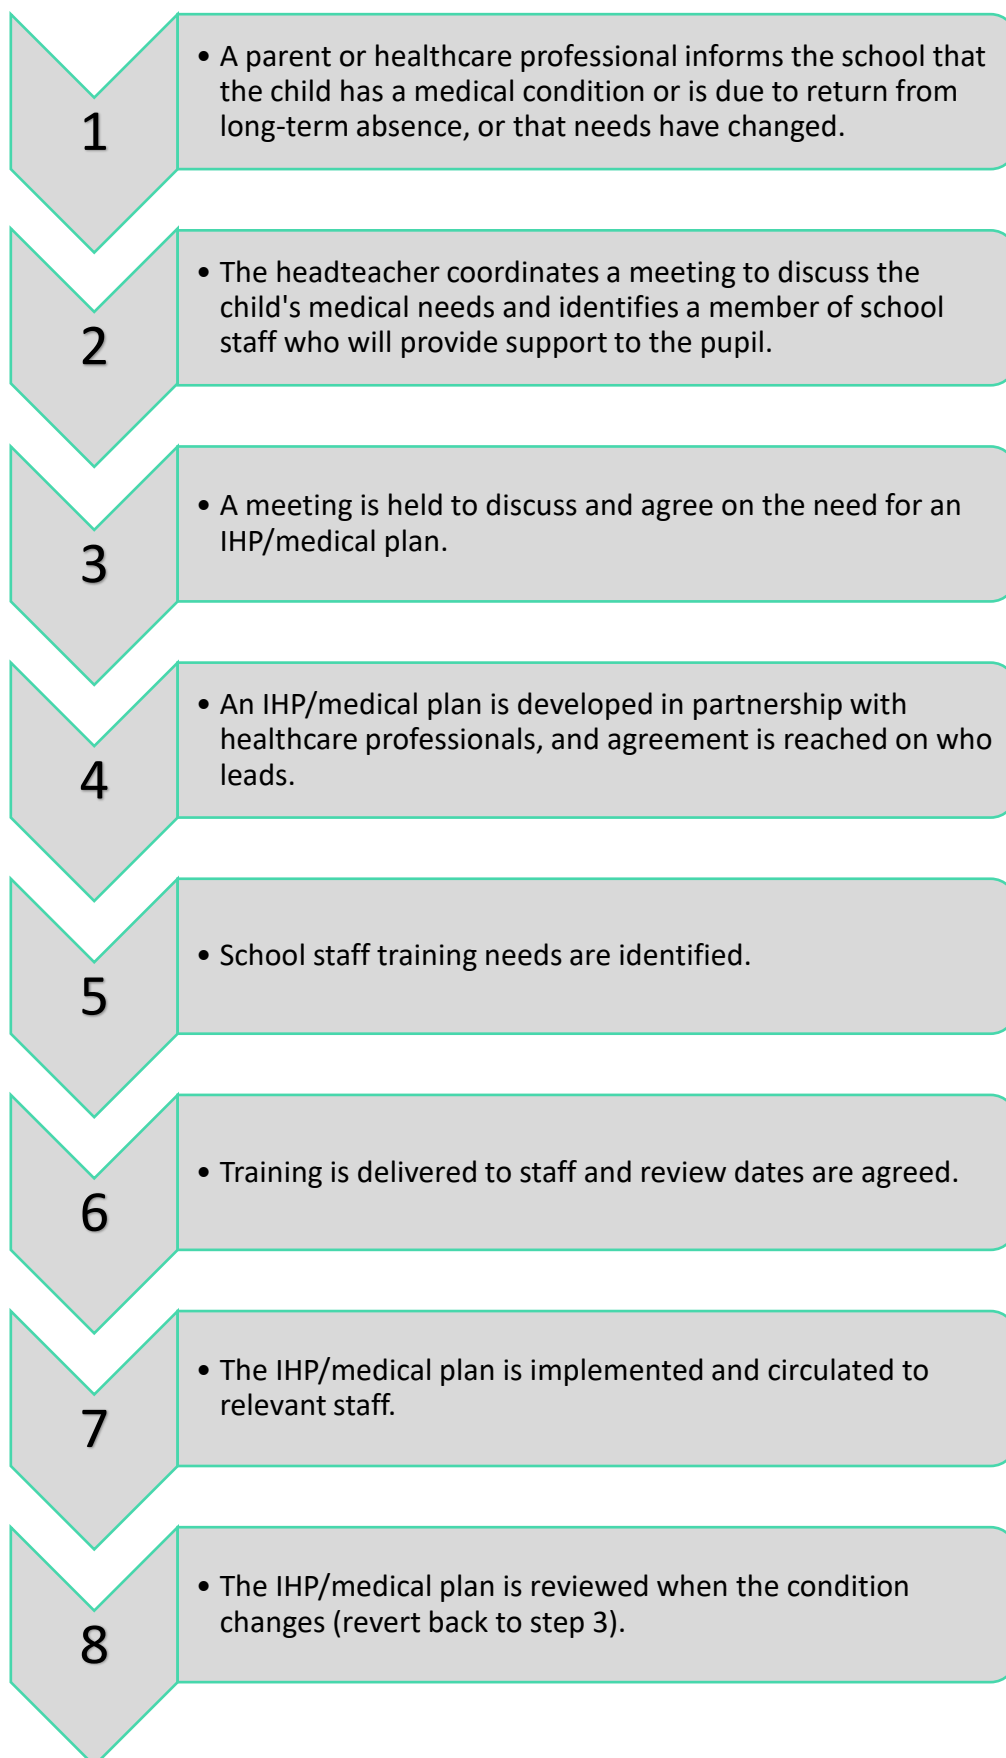 1
• A parent or healthcare professional informs the school that
the child has a medical condition or is due to return from
long-term absence, or that needs have changed.
2
• The headteacher coordinates a meeting to discuss the
child's medical needs and identifies a member of school
staff who will provide support to the pupil.
3
• A meeting is held to discuss and agree on the need for an
IHP/medical plan.
4
• An IHP/medical plan is developed in partnership with
healthcare professionals, and agreement is reached on who
leads.
5
• School staff training needs are identified.
6
• Training is delivered to staff and review dates are agreed.
7
• The IHP/medical plan is implemented and circulated to
relevant staff.
8
• The IHP/medical plan is reviewed when the condition
changes (revert back to step 3).